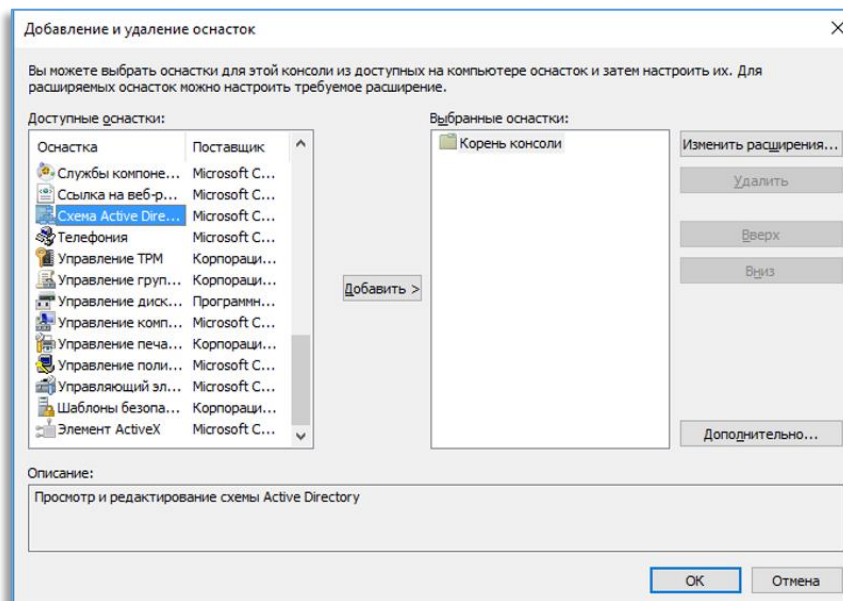 Добавление и удаление оснасток
Вы можете выбрать оснастки для этой консоли из доступных на компьютере оснасток и затем настроить их. Для
расширяемых оснасток можно настроить требуемое расширение.
Доступные оснастки:
Оснастка Поставщик
Службы компоне... Microsoft C...
Ссылка на веб-р... Microsoft C...
Схема Active Dire... Microsoft C...
Телефония Microsoft C...
Управление TPM Корпораци...
Управление груп... Корпораци...
Управление диск... Программн...
Управление комп... Microsoft C...
Управление печа... Корпораци...
Управление поли... Microsoft C...
Управляющий эл... Microsoft C...
Шаблоны безопа... Корпораци...
Элемент ActiveX Microsoft C...
Добавить >
Выбранные оснастки:
Корень консоли
Изменить расширения...
Удалить
Вверх
Вниз
Дополнительно...
Описание:
Просмотр и редактирование схемы Active Directory
OK Отмена